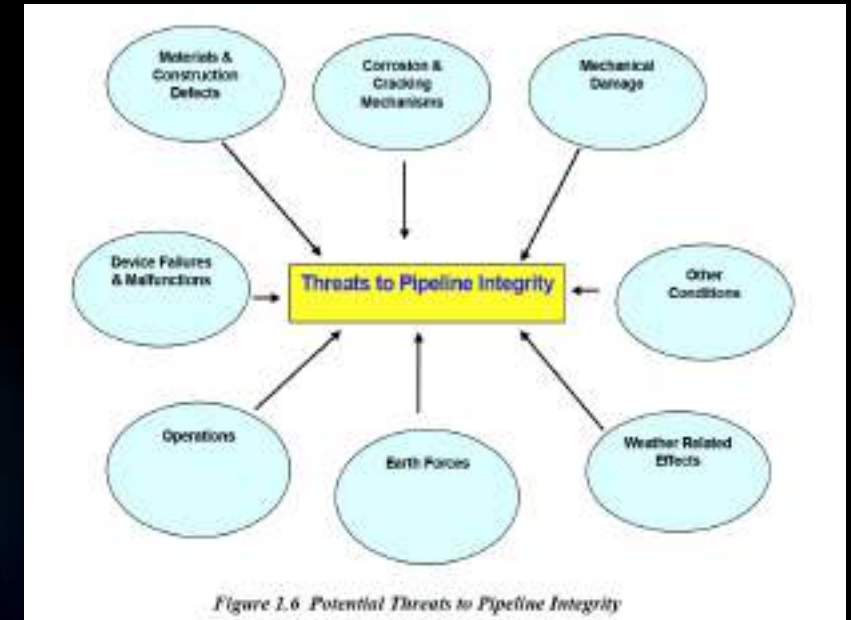 Materials &
Construction
Defects
Corrosion &
Cracking
Mechanisms
Mechanical
Damage
Device Failures
& Malfunctions
Threats to Pipeline Integrity
Other
Conditions
Operations
Earth Forces
Weather Related
Effects
Figure 1.6 Potential Threats to Pipeline Integrity